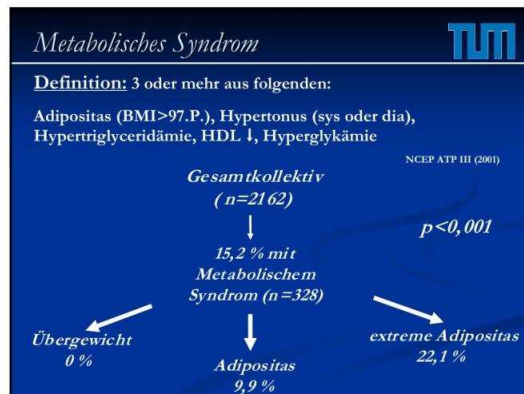 Metabolisches Syndrom
TUM
Definition: 3 oder mehr aus folgenden:
Adipositas (BMI>97.P.), Hypertonus (sys oder dia),
Hypertriglyceridämie, HDL ↓, Hyperglykämie
NCEP ATP III (2001)
Gesamtkollektiv
( n=2162)
p<0,001
15,2 % mit
Metabolischem
Syndrom (n=328)
Übergewicht
0 %
Adipositas
9,9 %
extreme Adipositas
22,1 %